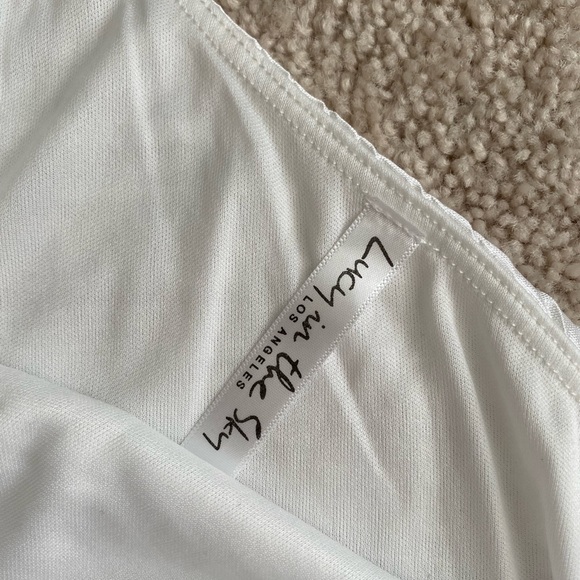 Lucy in the Sky
LOS ANGELES